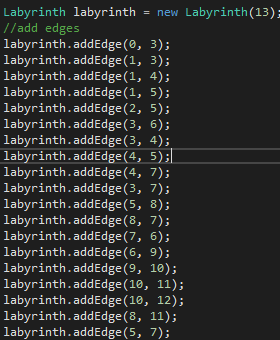 Labyrinth labyrinth = new Labyrinth(13);
//add edges
labyrinth.addEdge(0, 3);
labyrinth.addEdge(1, 3);
labyrinth.addEdge(1, 4);
labyrinth.addEdge(1, 5);
labyrinth.addEdge(2, 5);
labyrinth.addEdge(3, 6);
labyrinth.addEdge(3, 4);
labyrinth.addEdge(4, 5);
labyrinth.addEdge(4, 7);
labyrinth.addEdge(3, 7);
labyrinth.addEdge(5, 8);
labyrinth.addEdge(8, 7);
labyrinth.addEdge(7, 6);
labyrinth.addEdge(6, 9);
labyrinth.addEdge(9, 10);
labyrinth.addEdge(10, 11);
labyrinth.addEdge(10, 12);
labyrinth.addEdge(8, 11);
labyrinth.addEdge(5, 7);